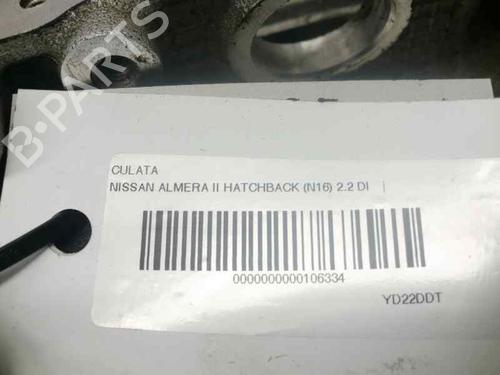 B-PARTS
CULATA
NISSAN ALMERA II HATCHBACK (N16) 2.2 DI |
0000000000106334
YD22DDT